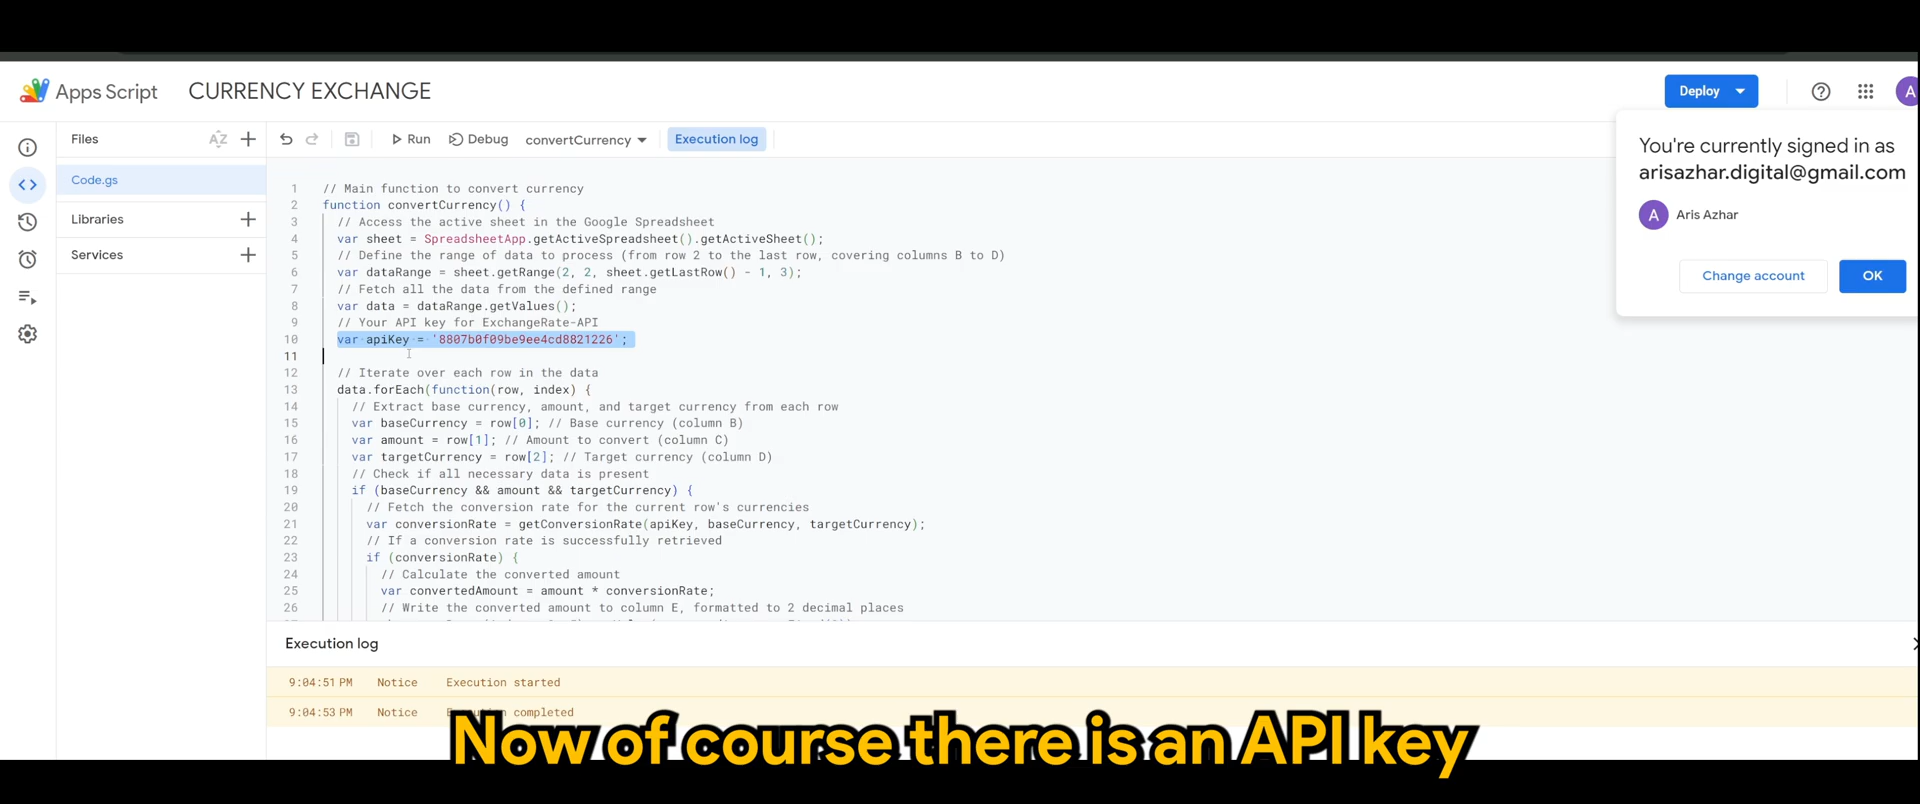 Apps Script
CURRENCY EXCHANGE
Deploy
A
You're currently signed in as
arisazhar.digital@gmail.com
A
Aris Azhar
Change account
OK
Files
AZ
Code.gs
Libraries
Services
Run
Debug
convertCurrency
Execution log
1 // Main function to convert currency
2 function convertCurrency() {
3 // Access the active sheet in the Google Spreadsheet
4 var sheet = SpreadsheetApp.getActiveSpreadsheet().getActiveSheet();
5 // Define the range of data to process (from row 2 to the last row, covering columns B to D)
6 var dataRange = sheet.getRange(2, 2, sheet.getLastRow() - 1, 3);
7 // Fetch all the data from the defined range
8 var data = dataRange.getValues();
9 // Your API key for ExchangeRate-API
10 var apiKey = '8807b0f09be9ee4cd8821226';
11
12 // Iterate over each row in the data
13 data.forEach(function(row, index) {
14 // Extract base currency, amount, and target currency from each row
15 var baseCurrency = row[0]; // Base currency (column B)
16 var amount = row[1]; // Amount to convert (column C)
17 var targetCurrency = row[2]; // Target currency (column D)
18 // Check if all necessary data is present
19 if (baseCurrency && amount && targetCurrency) {
20 // Fetch the conversion rate for the current row's currencies
21 var conversionRate = getConversionRate(apiKey, baseCurrency, targetCurrency);
22 // If a conversion rate is successfully retrieved
23 if (conversionRate) {
24 // Calculate the converted amount
25 var convertedAmount = amount * conversionRate;
26 // Write the converted amount to column E, formatted to 2 decimal places
Execution log
9:04:51 PM Notice Execution started
9:04:53 PM Notice completed
Now of course there is an API key